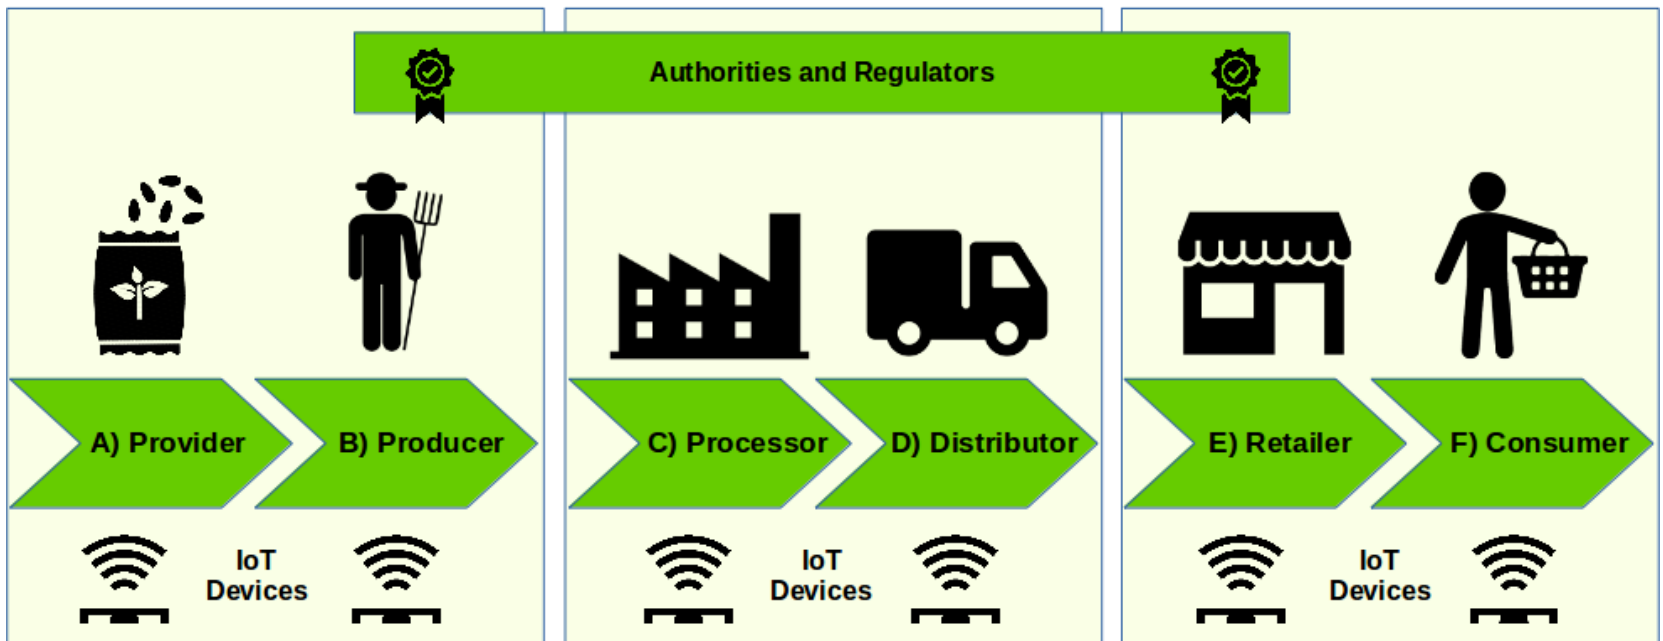 Authorities and Regulators
A) Provider
B) Producer
C) Processor
D) Distributor
E) Retailer
F) Consumer
IoT
Devices
IoT
Devices
IoT
Devices